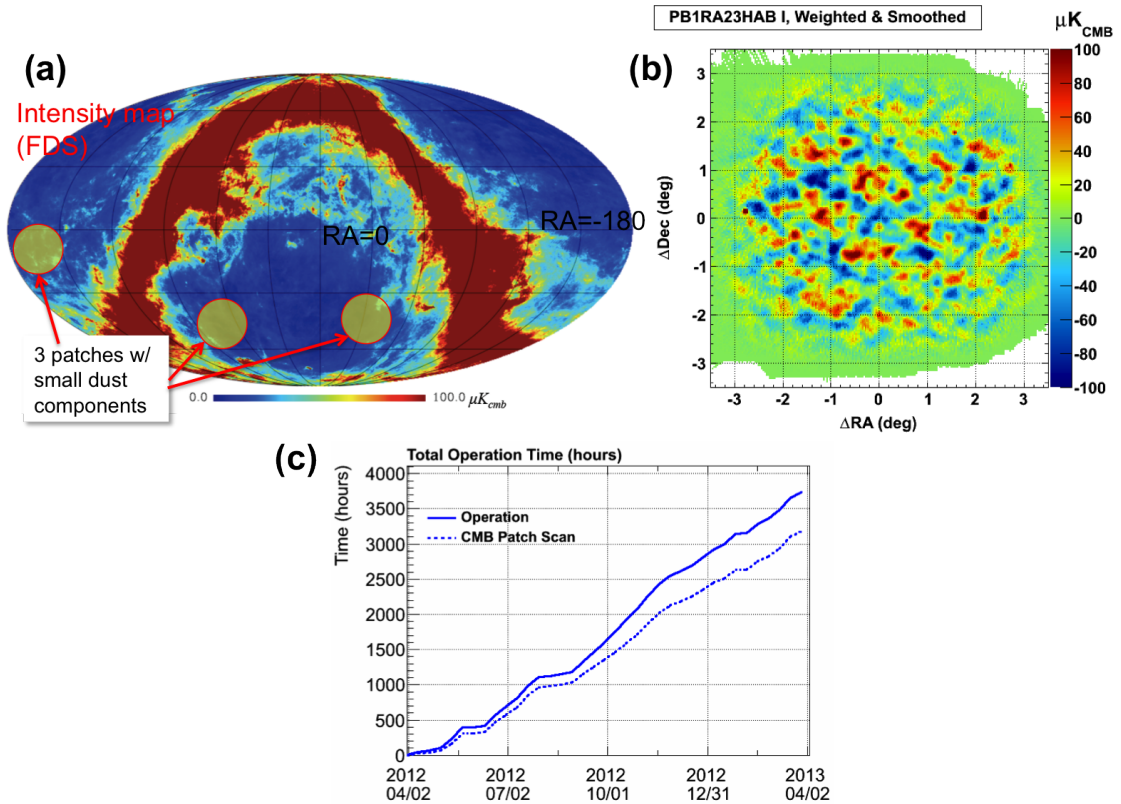 (a)
Intensity map
(FDS)
RA=0
RA=-180
3 patches w/
small dust
components
0.0
100.0 μK_cmb
PB1RA23HAB I, Weighted & Smoothed
(b)
μK_CMB
ΔDec (deg)
3
2
1
0
-1
-2
-3
-3 -2 -1 0 1 2 3
ΔRA (deg)
100
80
60
40
20
0
-20
-40
-60
-80
-100
(c)
Total Operation Time (hours)
Time (hours)
Operation
CMB Patch Scan
4000
3500
3000
2500
2000
1500
1000
500
0
2012 2012 2012 2012 2013
04/02 07/02 10/01 12/31 04/02